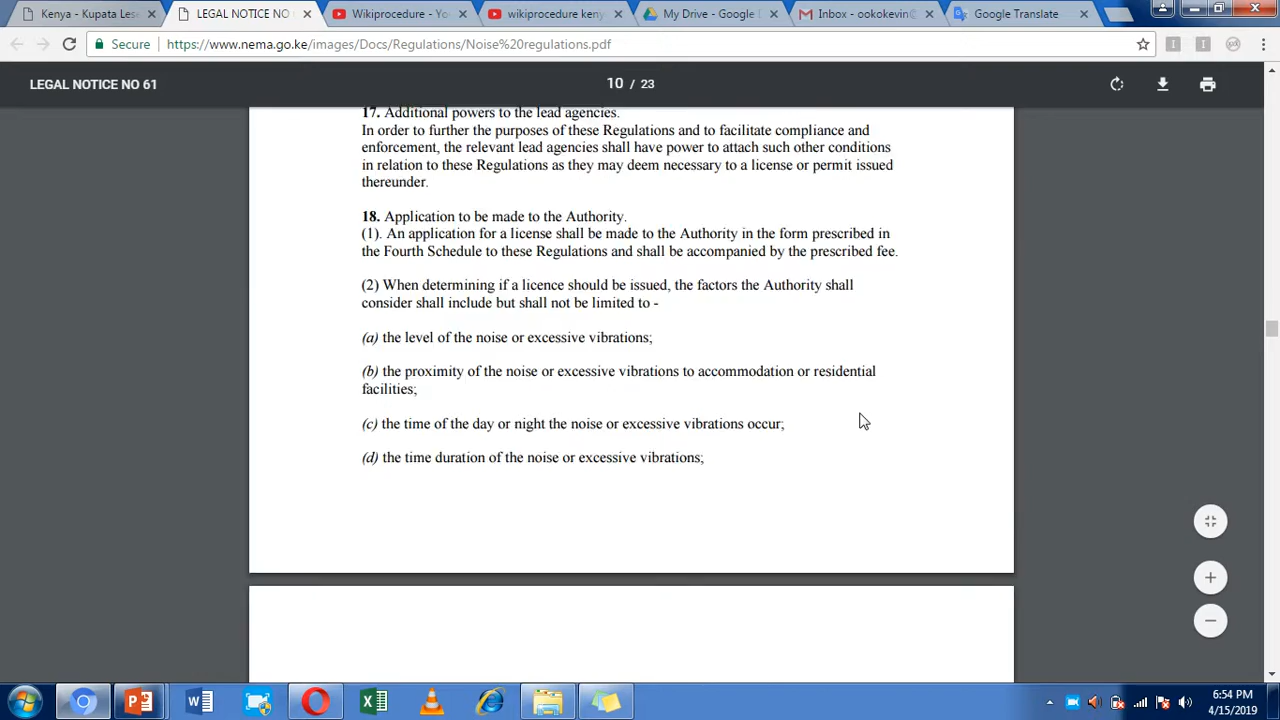 Kenya: Kupata Lese
LEGAL NOTICE NO
Wikiprocedure - Yo
wikiprocedure keny
My Drive - Google
Inbox - ookokevin@
Google Translate
Secure
https://www.nema.go.ke/images/Docs/Regulations/Noise%20regulations.pdf
LEGAL NOTICE NO 61
10 / 23
17. Additional powers to the lead agencies.
In order to further the purposes of these Regulations and to facilitate compliance and
enforcement, the relevant lead agencies shall have power to attach such other conditions
in relation to these Regulations as they may deem necessary to a license or permit issued
thereunder.
18. Application to be made to the Authority.
(1). An application for a license shall be made to the Authority in the form prescribed in
the Fourth Schedule to these Regulations and shall be accompanied by the prescribed fee.
(2) When determining if a licence should be issued, the factors the Authority shall
consider shall include but shall not be limited to -
(a) the level of the noise or excessive vibrations;
(b) the proximity of the noise or excessive vibrations to accommodation or residential
facilities;
(c) the time of the day or night the noise or excessive vibrations occur;
(d) the time duration of the noise or excessive vibrations;
6:54 PM
4/15/2019